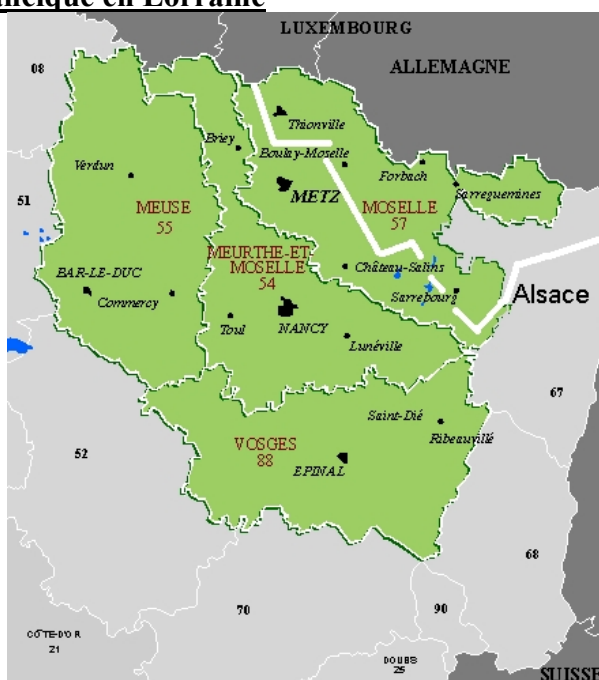 LUXEMBOURG
ALLEMAGNE
08
Thionville
Briey
Boulay-Moselle
Verdun
Forbach
METZ
Sarreguemines
51
MEUSE
55
MOSELLE
57
MEURTHE-ET-
MOSELLE
54
BAR-LE-DUC
Château-Salins
Commercy
Sarrebourg
Alsace
Toul
NANCY
Lunéville
67
Saint-Dié
Ribeauvillé
52
VOSGES
88
EPINAL
68
70
90
CÔTE-D'OR
21
DOUBS
25
SUISSE